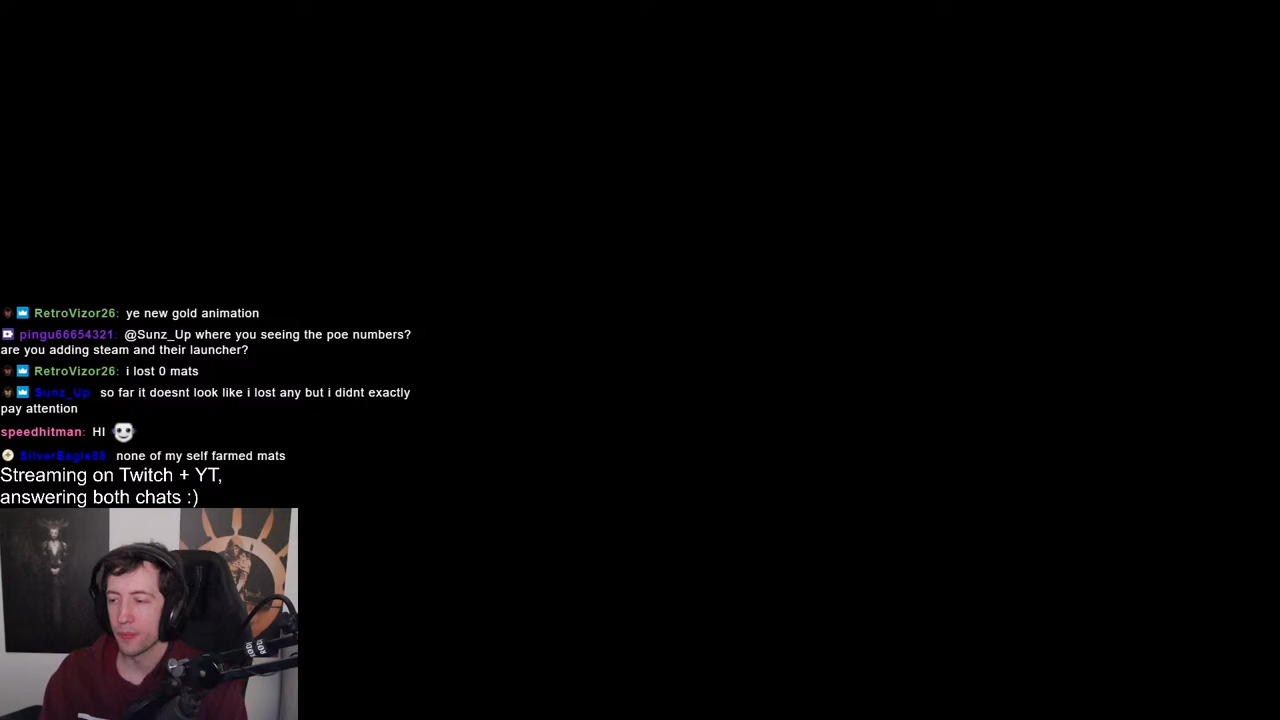 RetroVizor26: ye new gold animation
pingu66654321: @Sunz_Up where you seeing the poe numbers?
are you adding steam and their launcher?
RetroVizor26: i lost 0 mats
Sunz_Up so far it doesnt look like i lost any but i didnt exactly
pay attention
speedhitman: HI
none of my self farmed mats
Streaming on Twitch + YT,
answering both chats :)